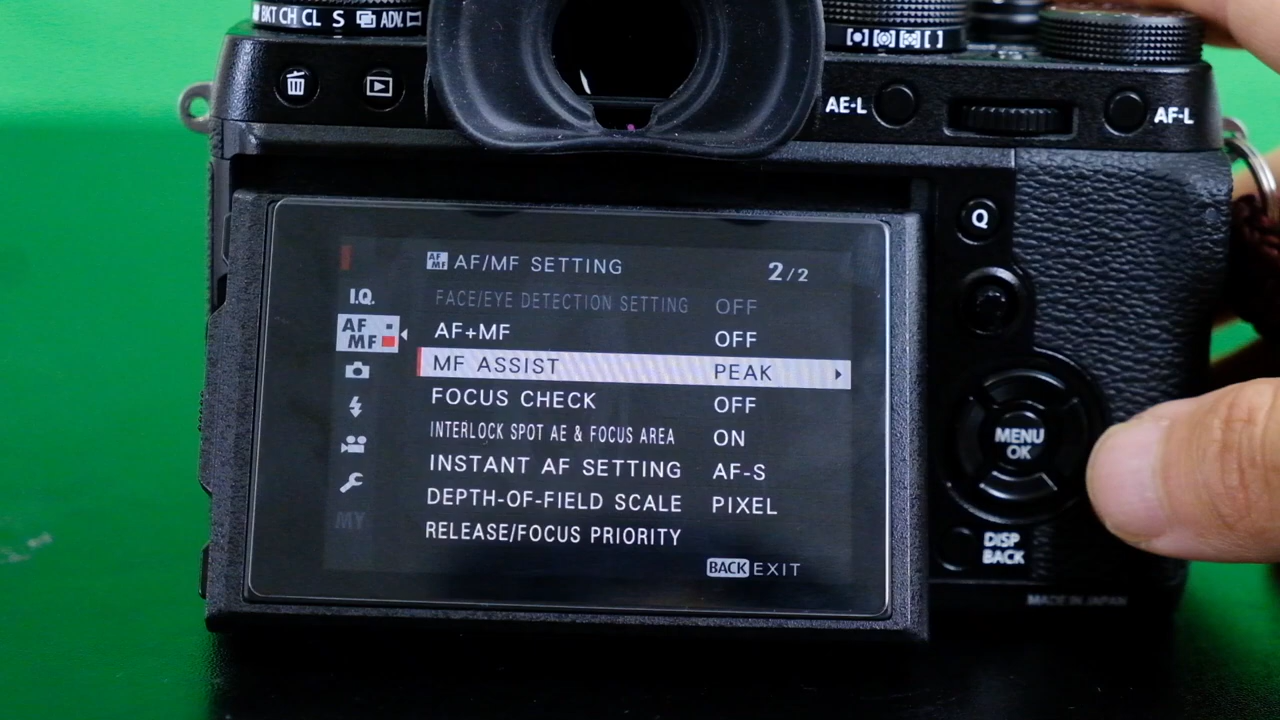 BKT CH CL S ADV.
AE-L
AF-L
Q
AF MF AF/MF SETTING 2/2
FACE/EYE DETECTION SETTING OFF
AF+MF OFF
MF ASSIST PEAK
FOCUS CHECK OFF
INTERLOCK SPOT AE & FOCUS AREA ON
INSTANT AF SETTING AF-S
DEPTH-OF-FIELD SCALE PIXEL
RELEASE/FOCUS PRIORITY
BACK EXIT
I.Q.
AF
MF
MY
MENU
OK
DISP
BACK
MADE IN JAPAN